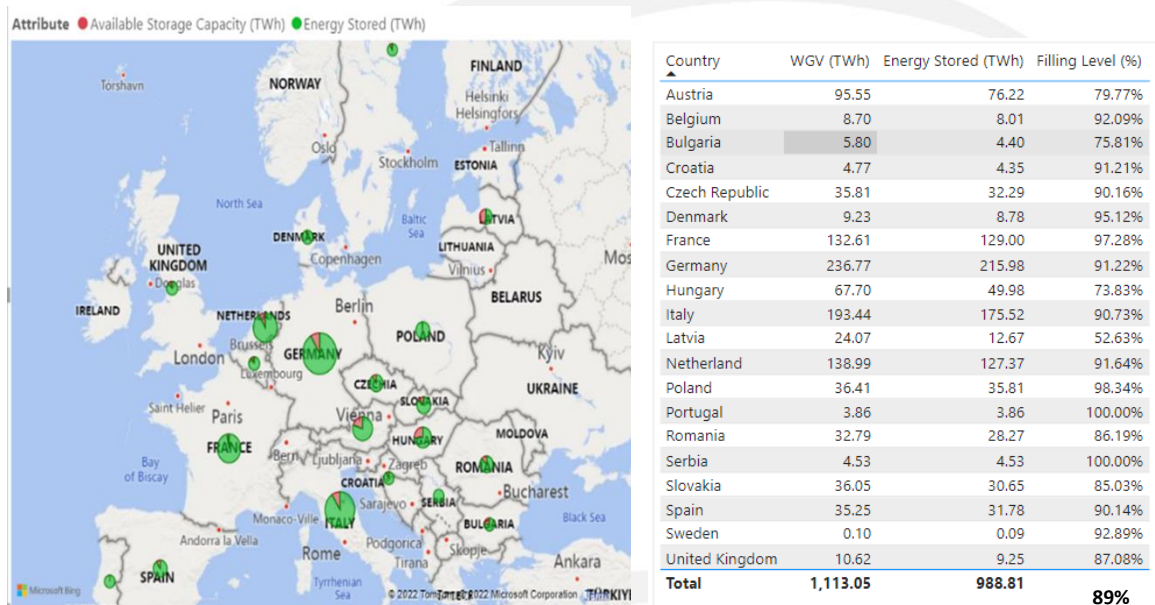 Attribute Available Storage Capacity (TWh) Energy Stored (TWh)
FINLAND
Tórshavn
NORWAY
Helsinki
Helsingfors
Oslo
Tallinn
Stockholm
ESTONIA
North Sea
Baltic
Sea
LATVIA
DENMARK
LITHUANIA
UNITED
KINGDOM
Copenhagen
Mos
Vilnius
Douglas
BELARUS
IRELAND
NETHERLANDS
Berlin
POLAND
Brussels
London
GERMANY
Kyiv
Luxembourg
CZECHIA
UKRAINE
Saint Helier
Paris
SLOVAKIA
Vienna
FRANCE
HUNGARY
MOLDOVA
Bern
Ljubljana
Zagreb
Bay
of Biscay
ROMANIA
CROATIA
Bucharest
Sarajevo
SERBIA
Monaco-Ville
ITALY
Black Sea
BULGARIA
Andorra la Vella
Podgorica
Skopje
Rome
Tirana
Ankara
SPAIN
Tyrrhenian
Sea
Microsoft Bing
© 2022 Microsoft Corporation
Country WGV (TWh) Energy Stored (TWh) Filling Level (%)
Austria 95.55 76.22 79.77%
Belgium 8.70 8.01 92.09%
Bulgaria 5.80 4.40 75.81%
Croatia 4.77 4.35 91.21%
Czech Republic 35.81 32.29 90.16%
Denmark 9.23 8.78 95.12%
France 132.61 129.00 97.28%
Germany 236.77 215.98 91.22%
Hungary 67.70 49.98 73.83%
Italy 193.44 175.52 90.73%
Latvia 24.07 12.67 52.63%
Netherland 138.99 127.37 91.64%
Poland 36.41 35.81 98.34%
Portugal 3.86 3.86 100.00%
Romania 32.79 28.27 86.19%
Serbia 4.53 4.53 100.00%
Slovakia 36.05 30.65 85.03%
Spain 35.25 31.78 90.14%
Sweden 0.10 0.09 92.89%
United Kingdom 10.62 9.25 87.08%
Total 1,113.05 988.81
89%